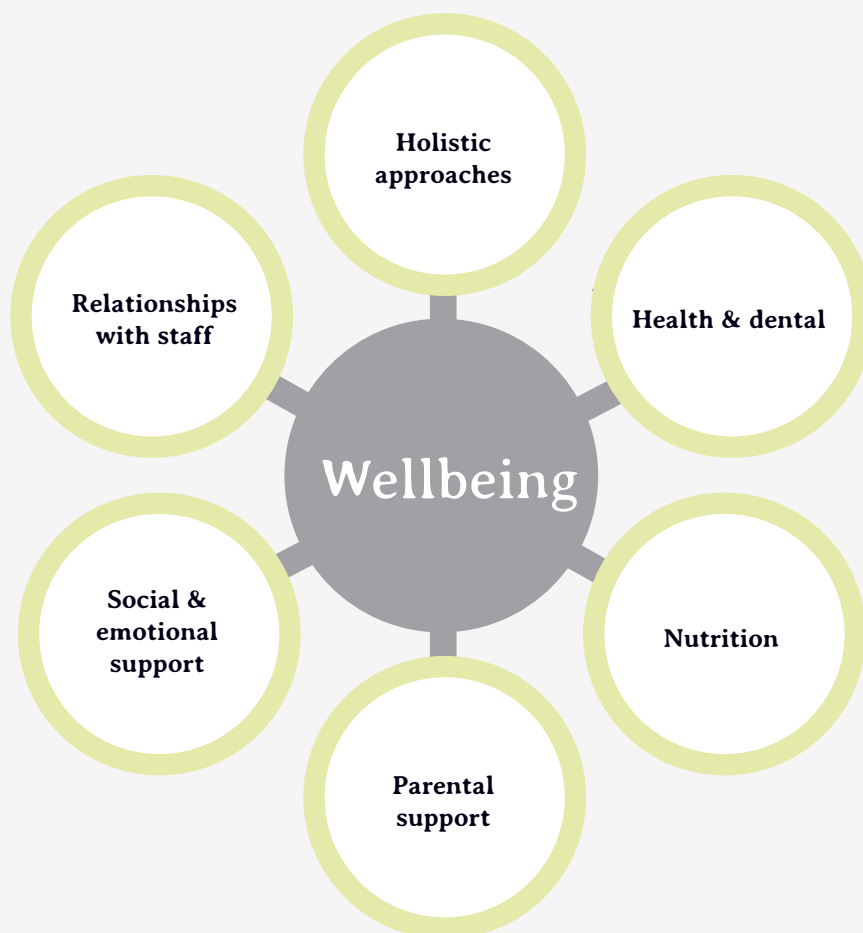 Holistic
approaches
Relationships
with staff
Health & dental
Wellbeing
Social &
emotional
support
Nutrition
Parental
support